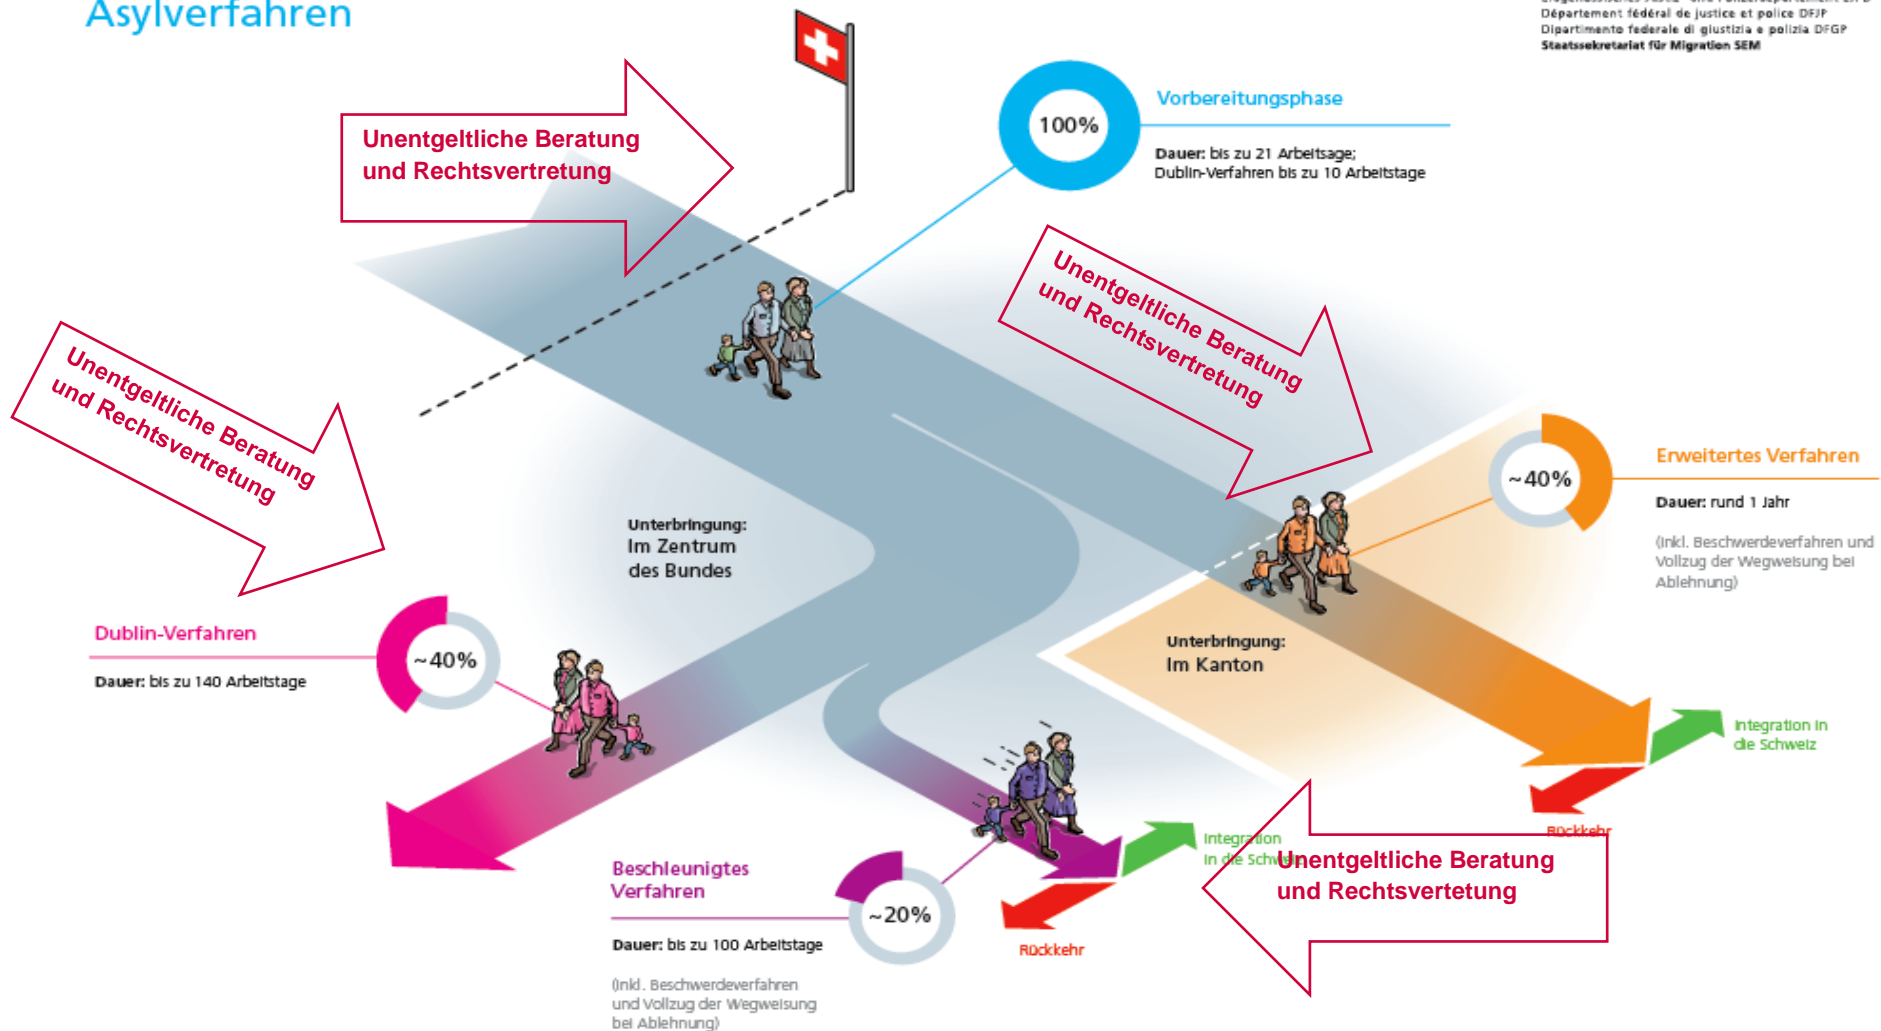 Asylverfahren
Département fédéral de justice et police DFJP
Dipartimento federale di giustizia e polizia DFGP
Staatssekretariat für Migration SEM
Unentgeltliche Beratung
und Rechtsvertretung
100%
Vorbereitungsphase
Dauer: bis zu 21 Arbeitsage;
Dublin-Verfahren bis zu 10 Arbeitstage
Unentgeltliche Beratung
und Rechtsvertretung
Unentgeltliche Beratung
und Rechtsvertretung
~40%
Erweitertes Verfahren
Dauer: rund 1 Jahr
(Inkl. Beschwerdeverfahren und
Vollzug der Wegweisung bei
Ablehnung)
Unterbringung:
Im Zentrum
des Bundes
Dublin-Verfahren
~40%
Dauer: bis zu 140 Arbeitstage
Unterbringung:
Im Kanton
Integration in
die Schweiz
Rückkehr
Integration
in die Schweiz
Unentgeltliche Beratung
und Rechtsvertetung
Beschleunigtes
Verfahren
~20%
Dauer: bis zu 100 Arbeitstage
Rückkehr
(Inkl. Beschwerdeverfahren
und Vollzug der Wegweisung
bei Ablehnung)